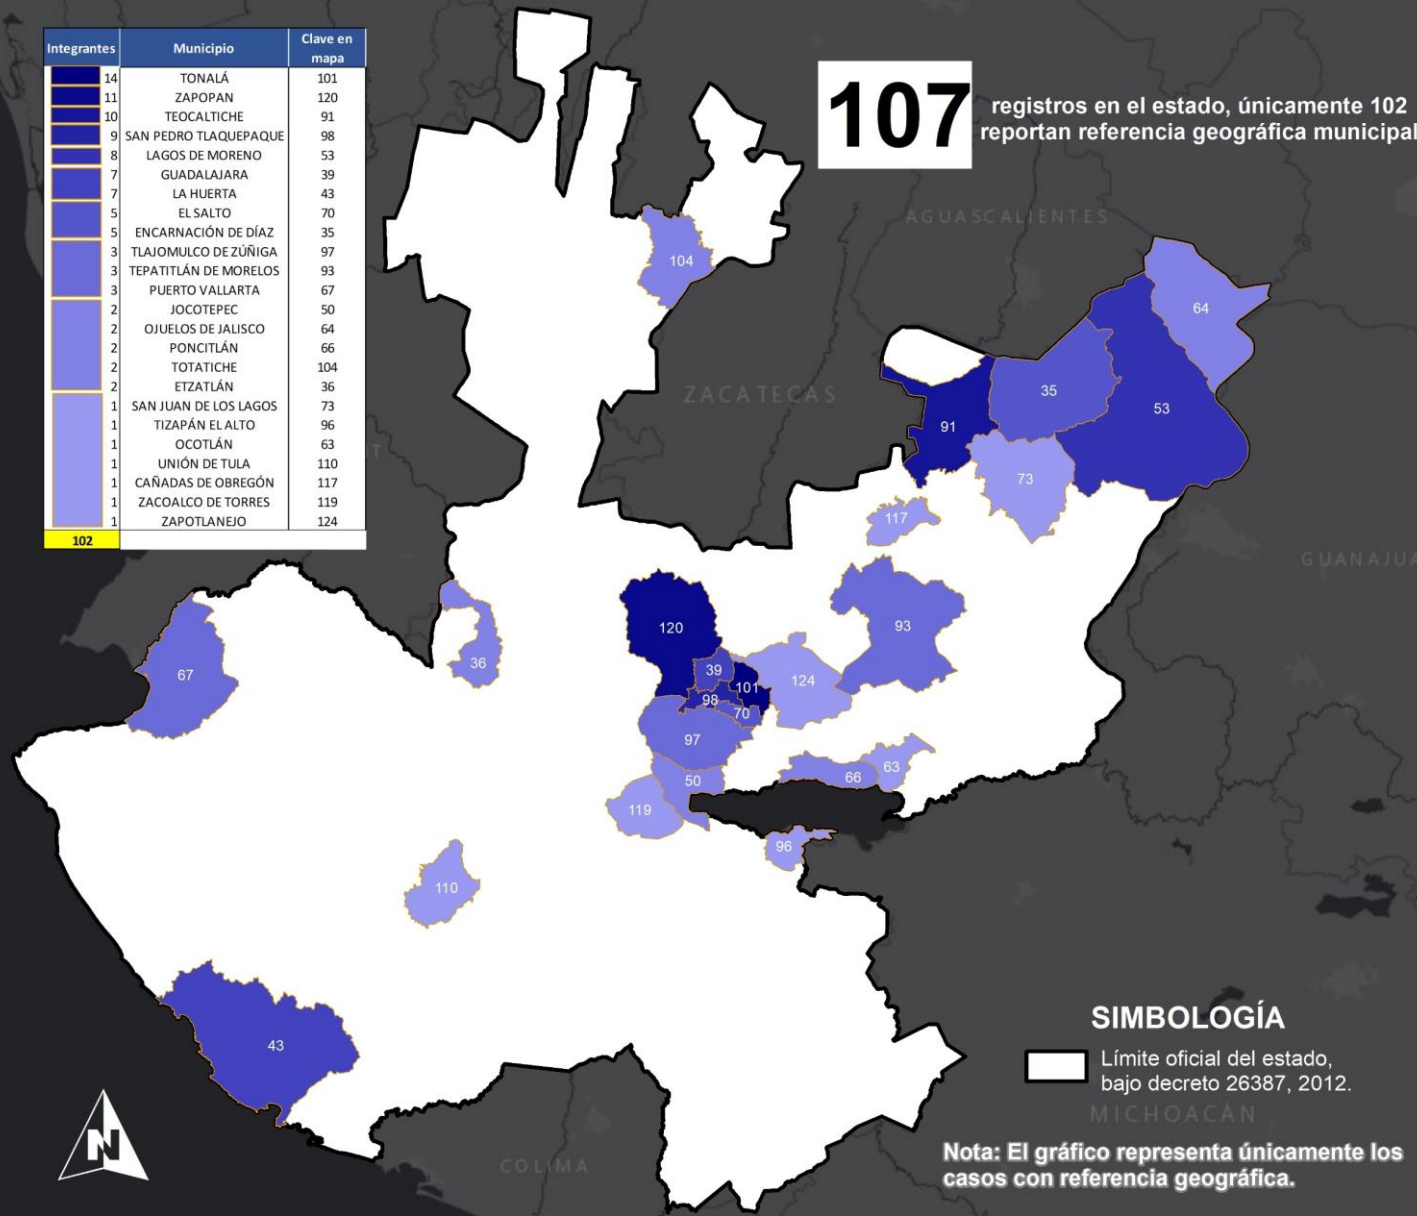 Integrantes Municipio Clave en
mapa
14 TONALÁ 101
11 ZAPOPAN 120
10 TEOCALTICHE 91
9 SAN PEDRO TLAQUEPAQUE 98
8 LAGOS DE MORENO 53
7 GUADALAJARA 39
7 LA HUERTA 43
5 EL SALTO 70
5 ENCARNACIÓN DE DÍAZ 35
3 TLAJOMULCO DE ZÚÑIGA 97
3 TEPATITLÁN DE MORELOS 93
3 PUERTO VALLARTA 67
2 JOCOTEPEC 50
2 OJUELOS DE JALISCO 64
2 PONCITLÁN 66
2 TOTATICHE 104
2 ETZATLÁN 36
1 SAN JUAN DE LOS LAGOS 73
1 TIZAPÁN EL ALTO 96
1 OCOTLÁN 63
1 UNIÓN DE TULA 110
1 CAÑADAS DE OBREGÓN 117
1 ZACOALCO DE TORRES 119
1 ZAPOTLANEJO 124
102
107
registros en el estado, únicamente 102
reportan referencia geográfica municipal
AGUASCALIENTES
104
64
ZACATECAS
35
53
91
73
117
GUANAJUA
120
93
67
36
39
101
124
98
70
97
63
66
50
119
96
110
43
SIMBOLOGÍA
Límite oficial del estado,
bajo decreto 26387, 2012.
MICHOACÁN
COLIMA
N
Nota: El gráfico representa únicamente los
casos con referencia geográfica.